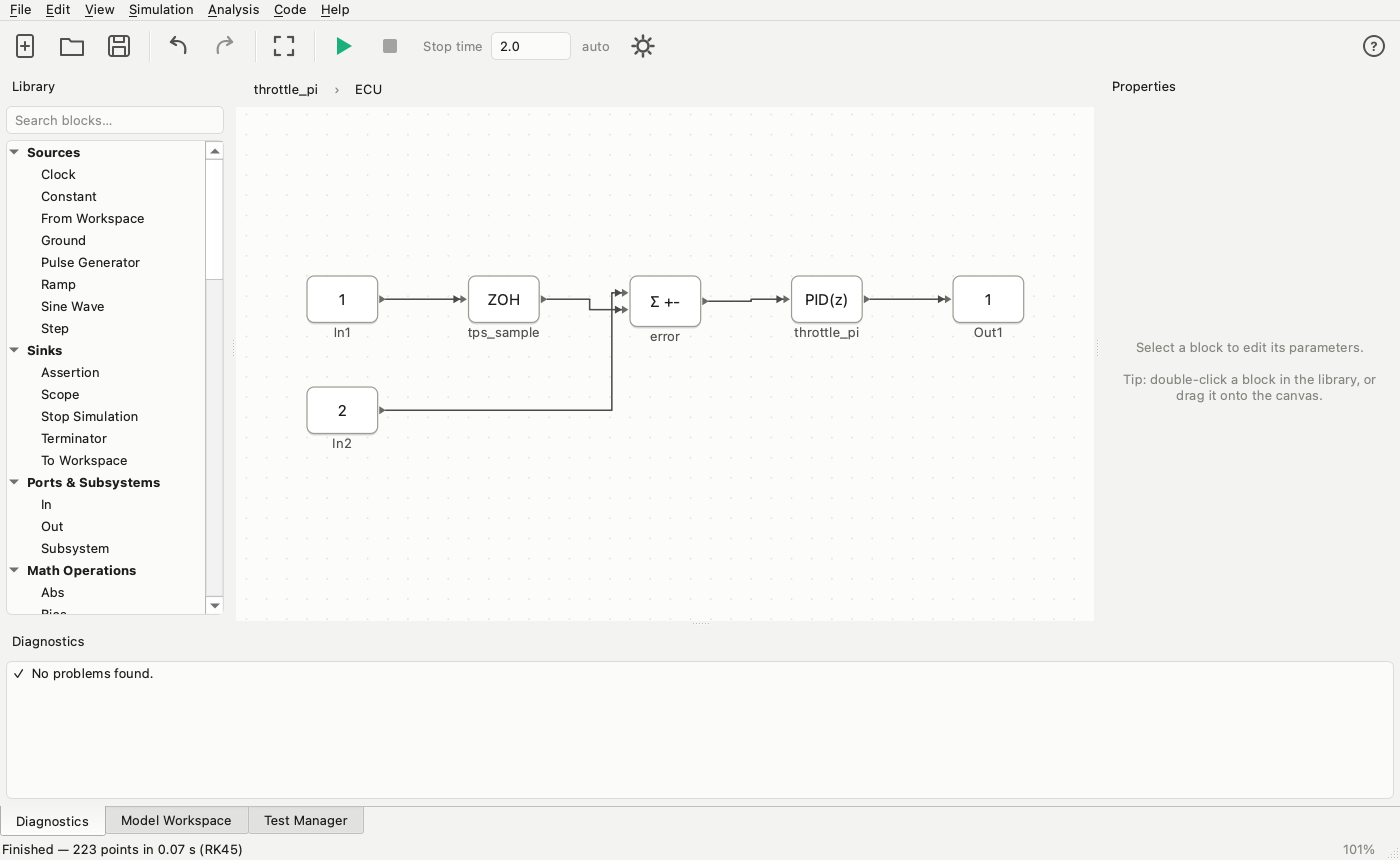 File Edit View Simulation Analysis Code Help
Stop time 2.0 auto
Library
throttle_pi › ECU
Properties
Search blocks...
Sources
Clock
Constant
From Workspace
Ground
Pulse Generator
Ramp
Sine Wave
Step
Sinks
Assertion
Scope
Stop Simulation
Terminator
To Workspace
Ports & Subsystems
In
Out
Subsystem
Math Operations
Abs
1 ZOH Σ +- PID(z) 1
In1 tps_sample error throttle_pi Out1
2
In2
Select a block to edit its parameters.
Tip: double-click a block in the library, or
drag it onto the canvas.
Diagnostics
✓ No problems found.
Diagnostics Model Workspace Test Manager
Finished — 223 points in 0.07 s (RK45) 101%